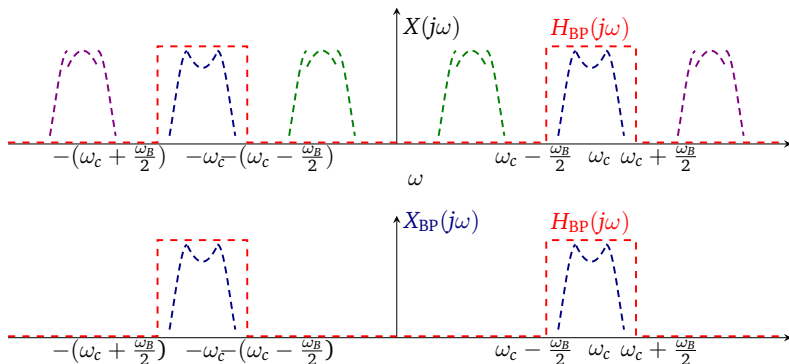 X(jω) H_BP(jω)
−(ω_c + ω_B/2) −ω_c −(ω_c − ω_B/2) ω_c − ω_B/2 ω_c ω_c + ω_B/2
ω
X_BP(jω) H_BP(jω)
−(ω_c + ω_B/2) −ω_c −(ω_c − ω_B/2) ω_c − ω_B/2 ω_c ω_c + ω_B/2